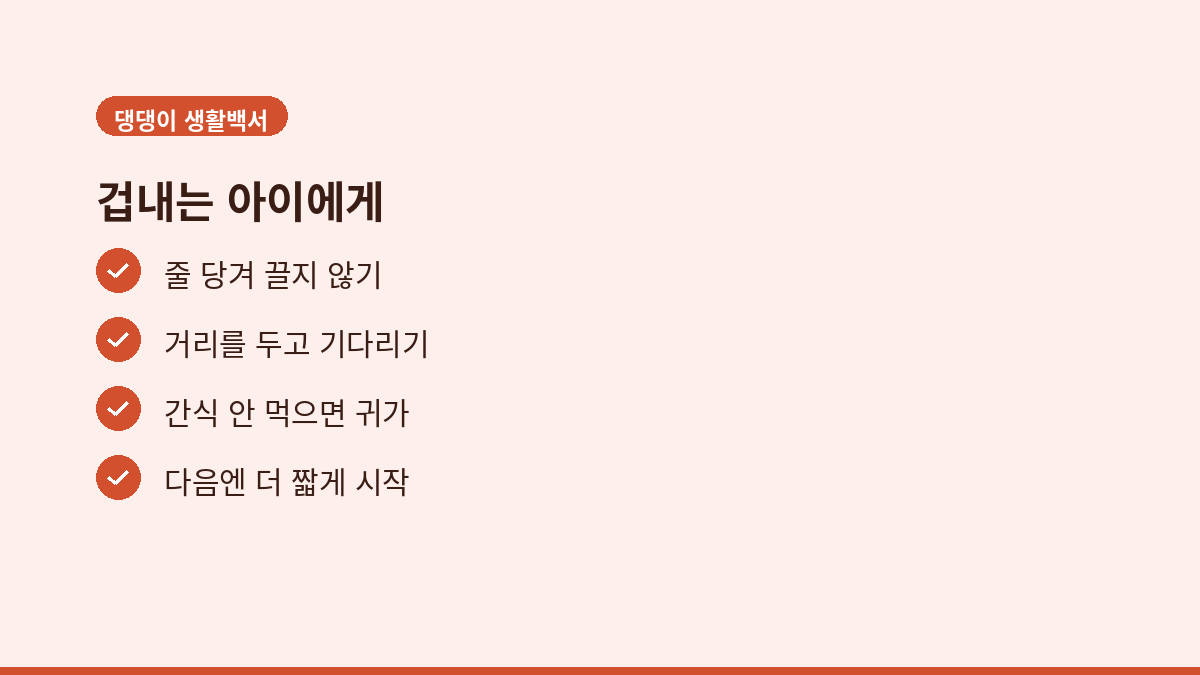 댕댕이 생활백서
겁내는 아이에게
줄 당겨 끌지 않기
거리를 두고 기다리기
간식 안 먹으면 귀가
다음엔 더 짧게 시작